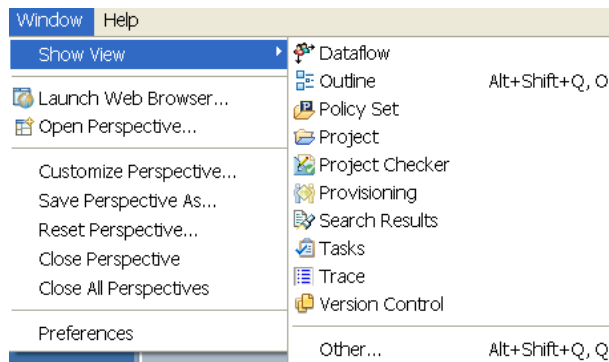 Window Help
Show View
Launch Web Browser...
Open Perspective...
Customize Perspective...
Save Perspective As...
Reset Perspective...
Close Perspective
Close All Perspectives
Preferences
Dataflow
Outline Alt+Shift+Q, O
Policy Set
Project
Project Checker
Provisioning
Search Results
Tasks
Trace
Version Control
Other... Alt+Shift+Q, Q